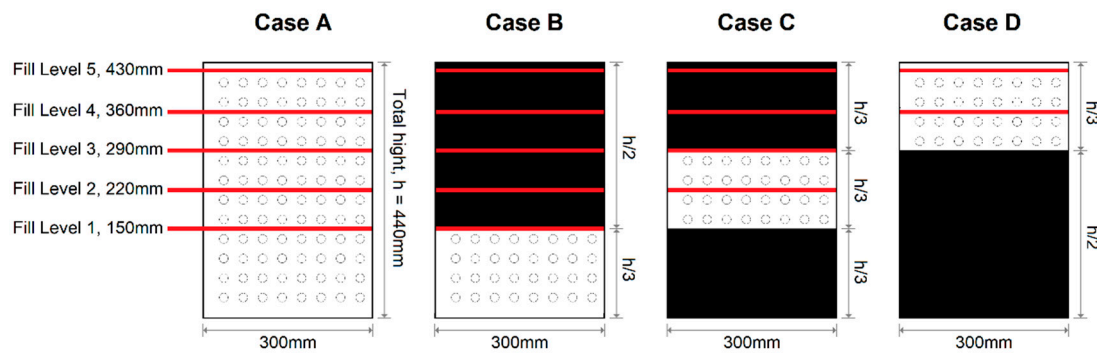 Case A
Case B
Case C
Case D
Fill Level 5, 430mm
Fill Level 4, 360mm
Fill Level 3, 290mm
Fill Level 2, 220mm
Fill Level 1, 150mm
Total hight, h = 440mm
h/2
h/3
h/3
h/3
h/3
h/3
h/2
300mm
300mm
300mm
300mm